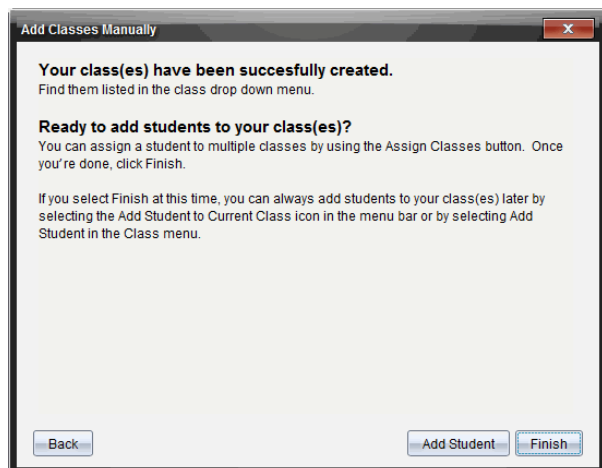 Add Classes Manually
X
Your class(es) have been succesfully created.
Find them listed in the class drop down menu.
Ready to add students to your class(es)?
You can assign a student to multiple classes by using the Assign Classes button. Once
you're done, click Finish.
If you select Finish at this time, you can always add students to your class(es) later by
selecting the Add Student to Current Class icon in the menu bar or by selecting Add
Student in the Class menu.
Back
Add Student
Finish